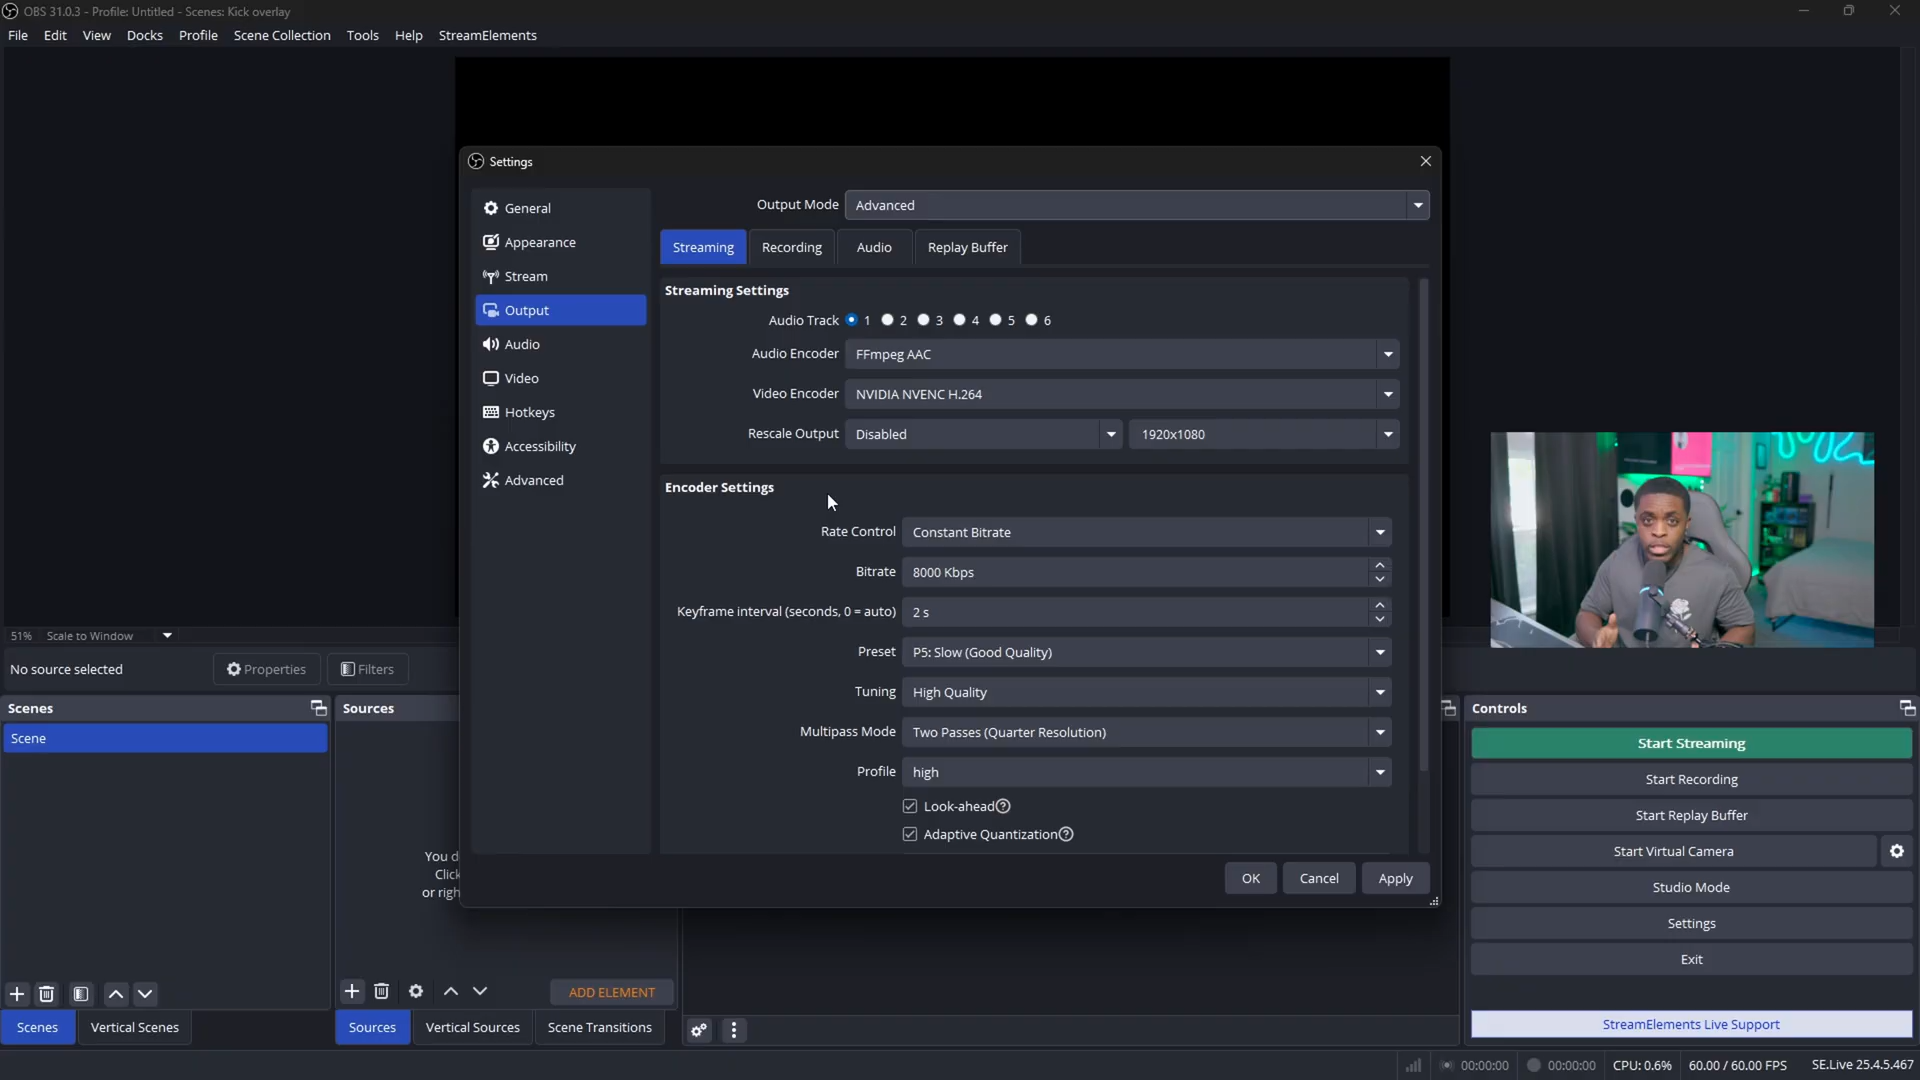 OBS 31.0.3 - Profile: Untitled - Scenes: Kick overlay
File Edit View Docks Profile Scene Collection Tools Help StreamElements
Settings
General
Appearance
Stream
Output
Audio
Video
Hotkeys
Accessibility
Advanced
Output Mode Advanced
Streaming Recording Audio Replay Buffer
Streaming Settings
Audio Track 1 2 3 4 5 6
Audio Encoder FFmpeg AAC
Video Encoder NVIDIA NVENC H.264
Rescale Output Disabled 1920x1080
Encoder Settings
Rate Control Constant Bitrate
Bitrate 8000 Kbps
Keyframe interval (seconds, 0 = auto) 2 s
Preset P5: Slow (Good Quality)
Tuning High Quality
Multipass Mode Two Passes (Quarter Resolution)
Profile high
Look-ahead
Adaptive Quantization
OK Cancel Apply
51% Scale to Window
No source selected Properties Filters
Scenes
Scene
Sources
You d
Click
or righ
ADD ELEMENT
Scenes Vertical Scenes
Sources Vertical Sources Scene Transitions
Controls
Start Streaming
Start Recording
Start Replay Buffer
Start Virtual Camera
Studio Mode
Settings
Exit
StreamElements Live Support
00:00:00 00:00:00 CPU: 0.6% 60.00 / 60.00 FPS SE.Live 25.4.5.467